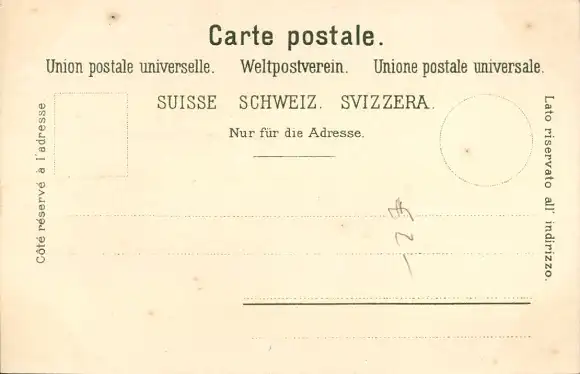 Carte postale.
Union postale universelle. Weltpostverein. Unione postale universale.
SUISSE SCHWEIZ. SVIZZERA.
Nur für die Adresse.
Côté réservé à l'adresse
Lato riservato all' indirizzo.